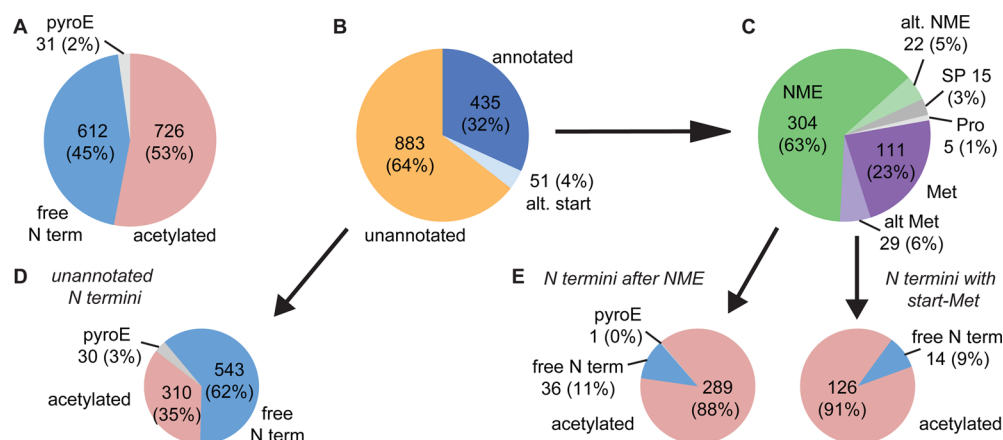 A
pyroE
31 (2%)
612
(45%)
726
(53%)
free
N term
acetylated
B
annotated
435
(32%)
883
(64%)
51 (4%)
alt. start
unannotated
C
alt. NME
22 (5%)
SP 15
(3%)
Pro
5 (1%)
NME
304
(63%)
111
(23%)
Met
alt Met
29 (6%)
D
unannotated
N termini
pyroE
30 (3%)
543
(62%)
310
(35%)
acetylated
free
N term
E
N termini after NME
pyroE
1 (0%)
free N term
36 (11%)
289
(88%)
acetylated
N termini with
start-Met
free N term
14 (9%)
126
(91%)
acetylated